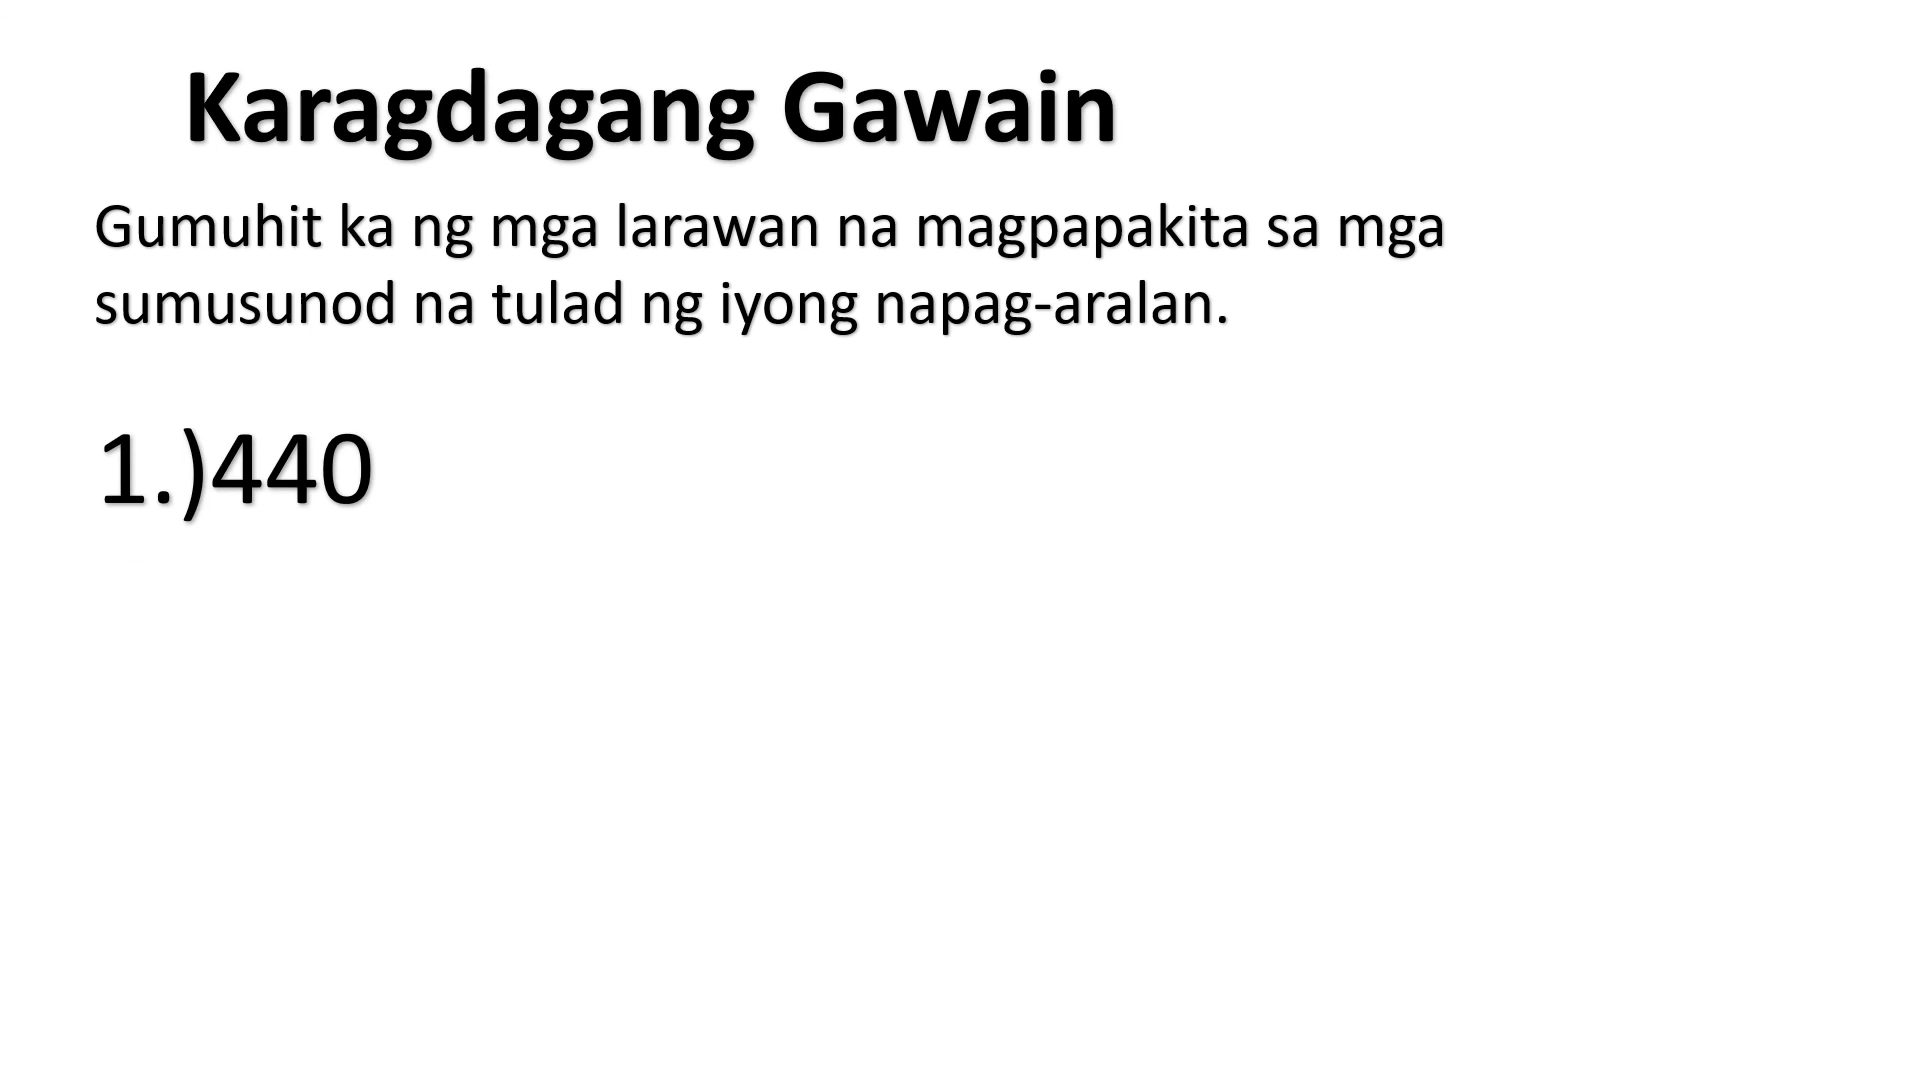 Karagdagang Gawain
Gumuhit ka ng mga larawan na magpapakita sa mga
sumusunod na tulad ng iyong napag-aralan.
1.)440